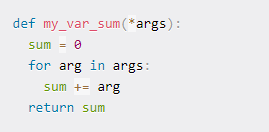 def my_var_sum(*args):
  sum = 0
  for arg in args:
    sum += arg
  return sum